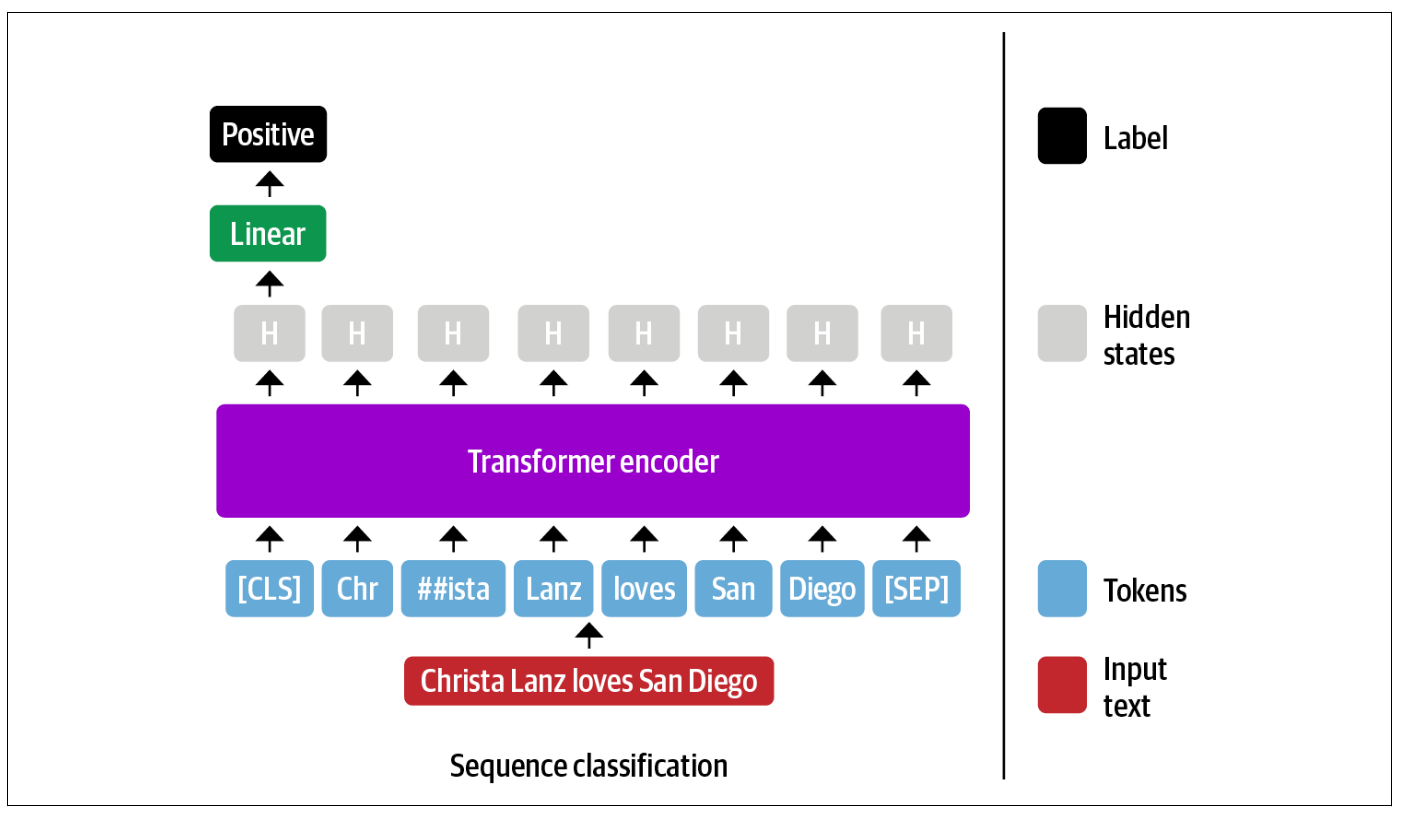 Positive
Label
Linear
H H H H H H H H
Hidden
states
Transformer encoder
[CLS] Chr ##ista Lanz loves San Diego [SEP]
Tokens
Christa Lanz loves San Diego
Input
text
Sequence classification